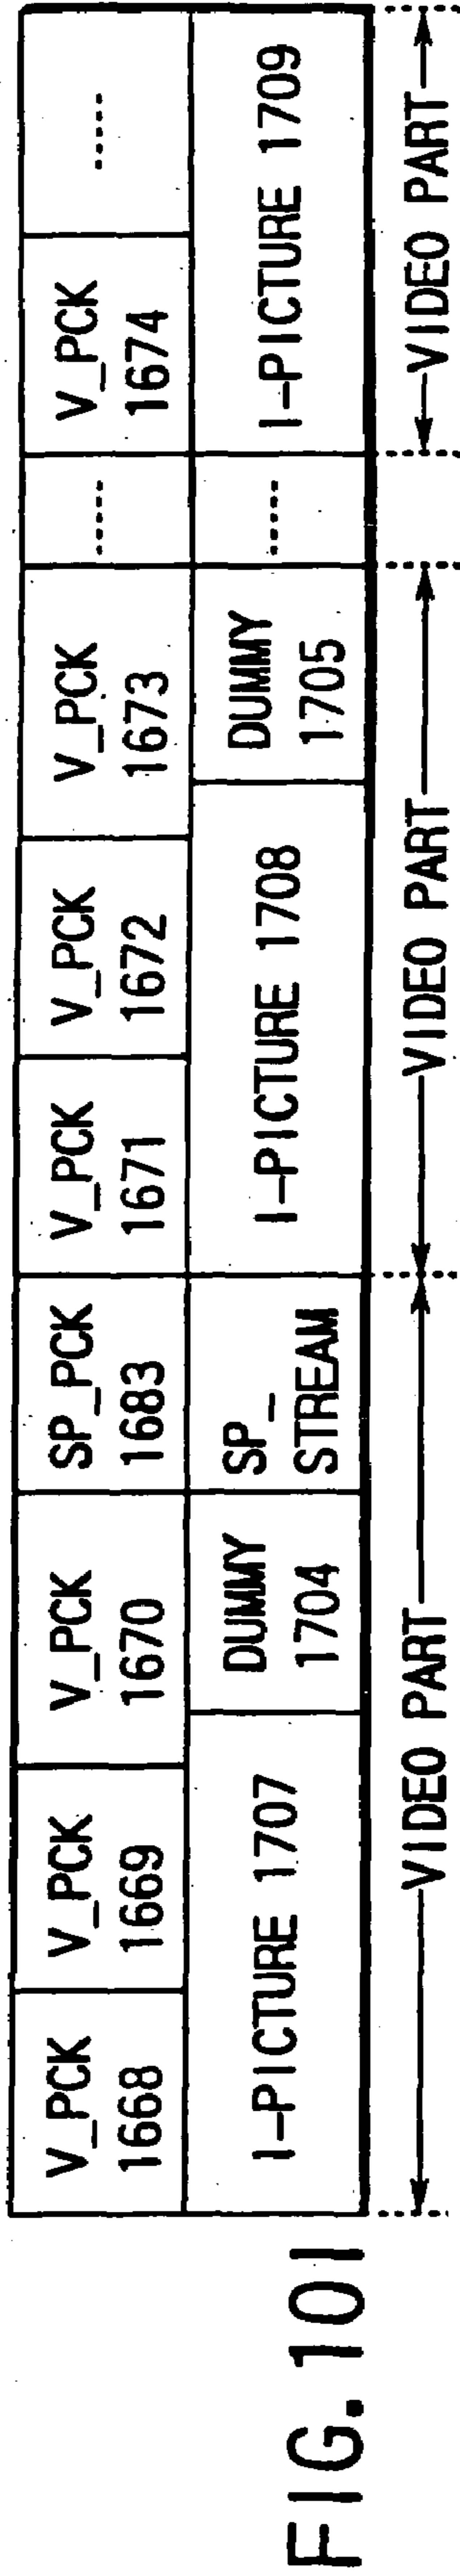 V_PCK
1668
V_PCK
1669
V_PCK
1670
SP_PCK
1683
V_PCK
1671
V_PCK
1672
V_PCK
1673
-----
V_PCK
1674
-----
I-PICTURE 1707
DUMMY
1704
SP_
STREAM
I-PICTURE 1708
DUMMY
1705
-----
I-PICTURE 1709
VIDEO PART
VIDEO PART
VIDEO PART
FIG. 101